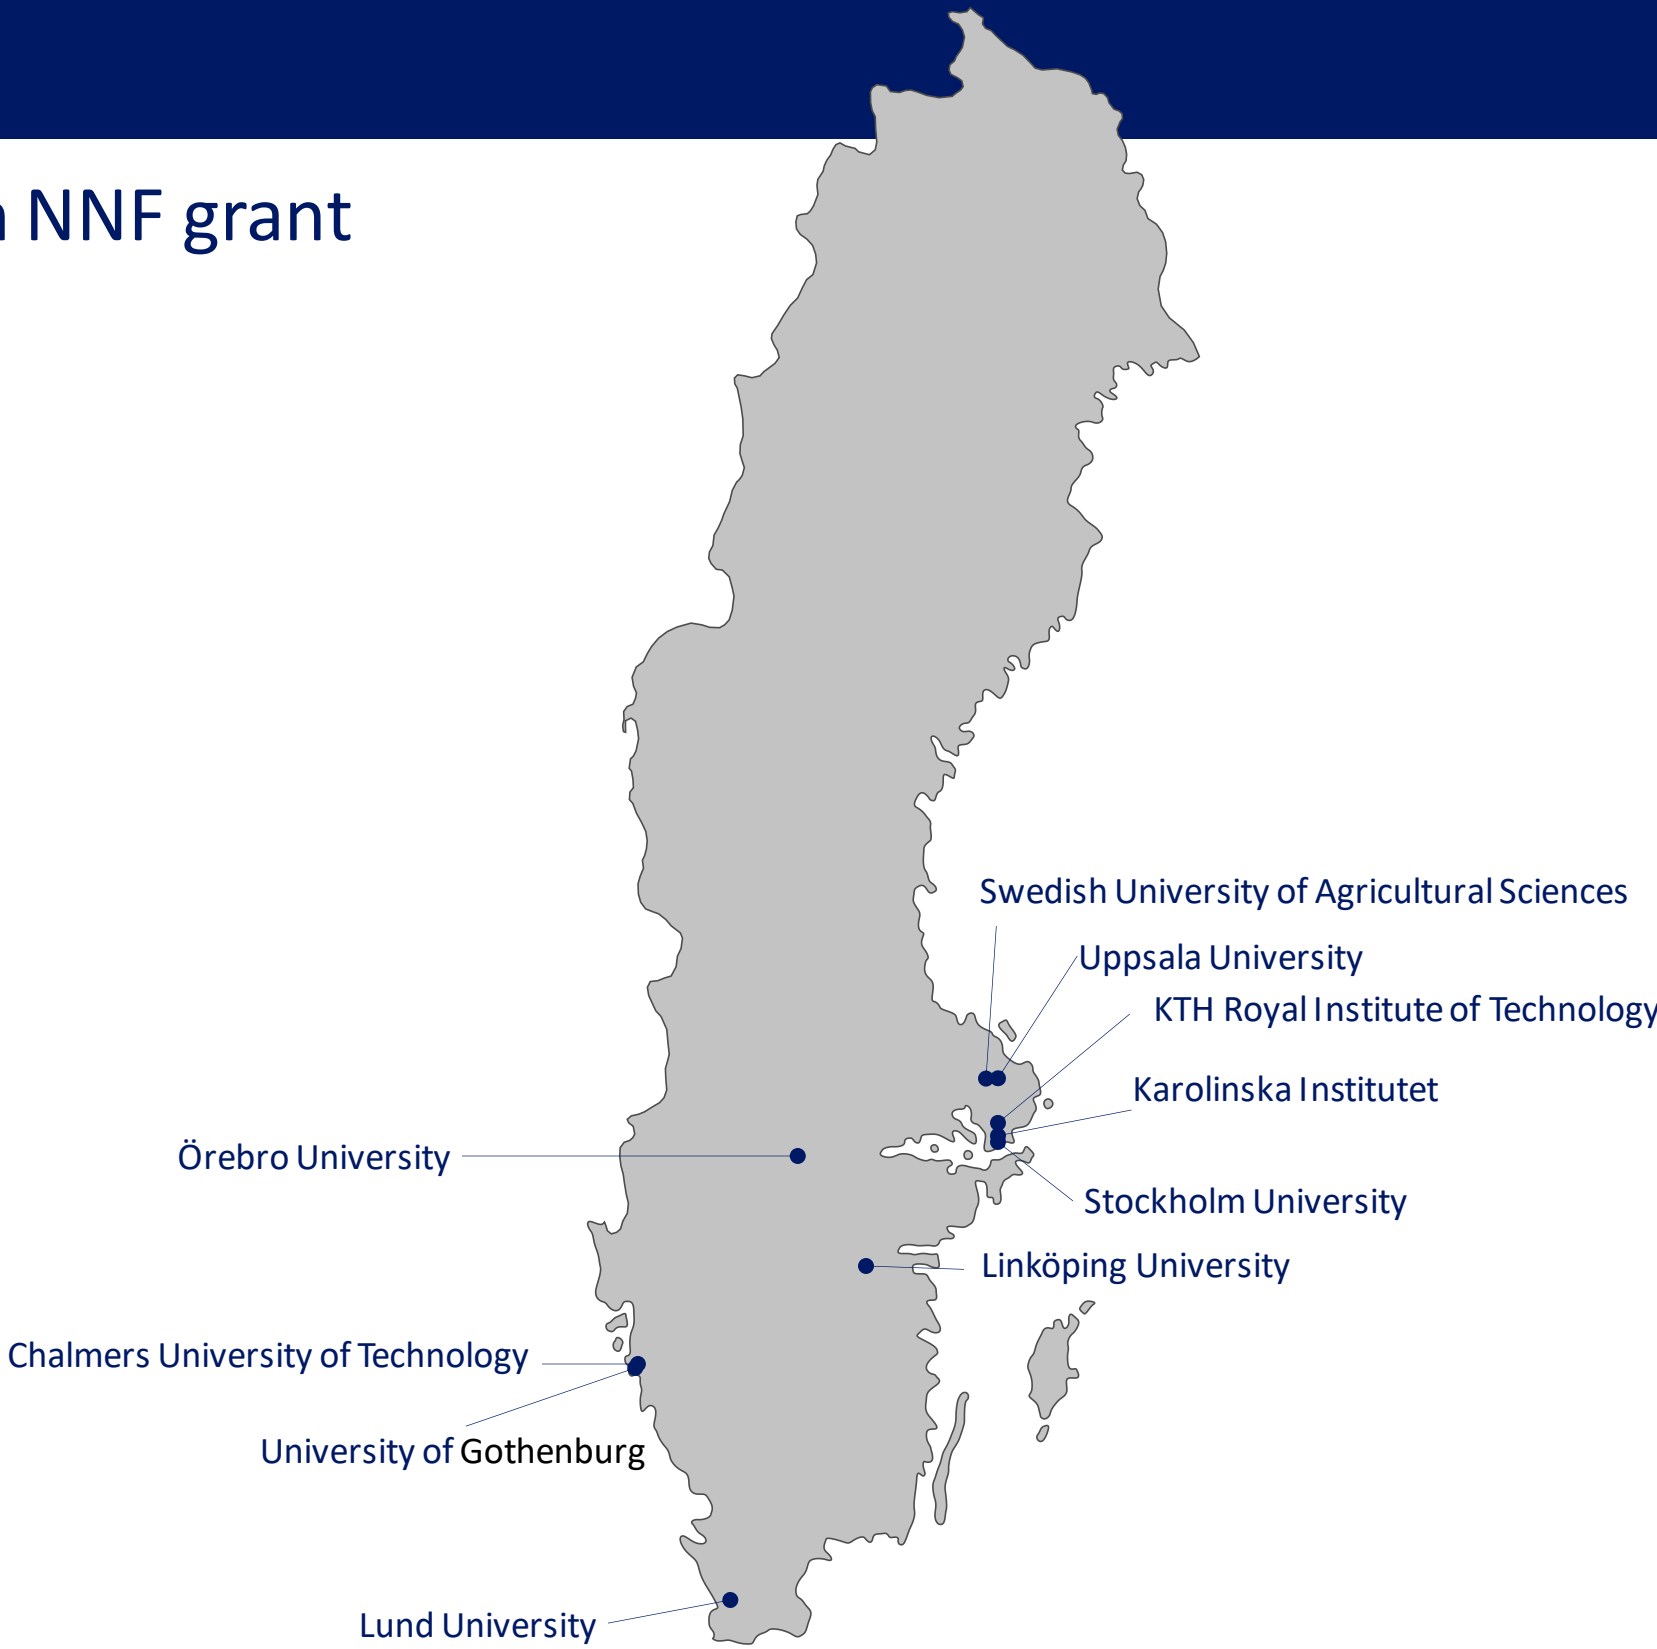 NNF grant
Swedish University of Agricultural Sciences
Uppsala University
KTH Royal Institute of Technology
Karolinska Institutet
Örebro University
Stockholm University
Linköping University
Chalmers University of Technology
University of Gothenburg
Lund University